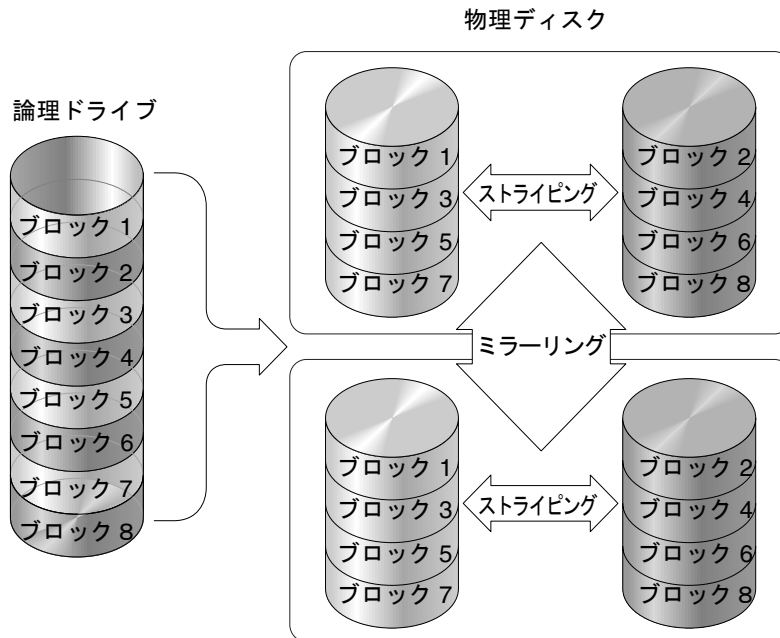 物理ディスク
論理ドライブ
ブロック 1
ブロック 2
ブロック 3
ブロック 4
ブロック 5
ブロック 6
ブロック 7
ブロック 8
ブロック 1
ブロック 3
ブロック 5
ブロック 7
ストライピング
ブロック 2
ブロック 4
ブロック 6
ブロック 8
ミラーリング
ブロック 1
ブロック 3
ブロック 5
ブロック 7
ストライピング
ブロック 2
ブロック 4
ブロック 6
ブロック 8